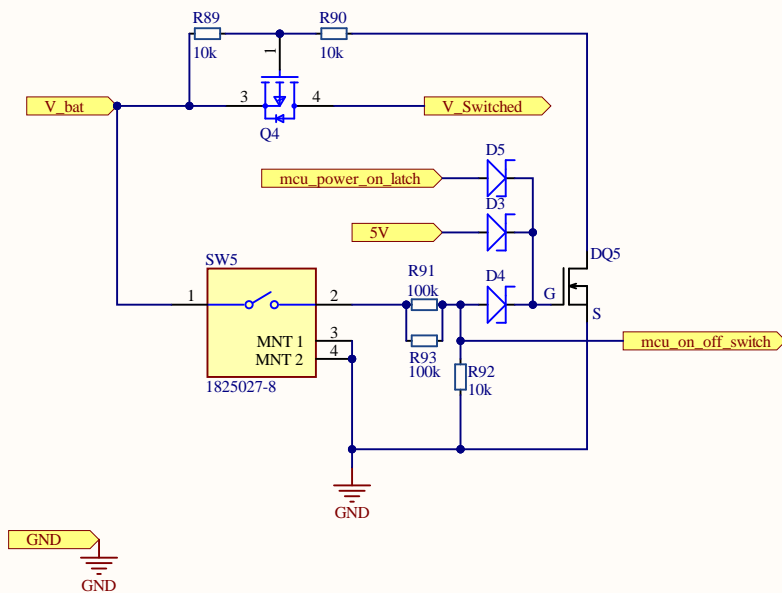 R89
R90
10k
10k
1
V_bat
3
4
V_Switched
Q4
D5
mcu_power_on_latch
D3
5V
DQ5
SW5
R91
D4
100k
1
2
G
S
MNT 1
3
MNT 2
4
mcu_on_off_switch
R93
100k
R92
10k
1825027-8
GND
GND
GND